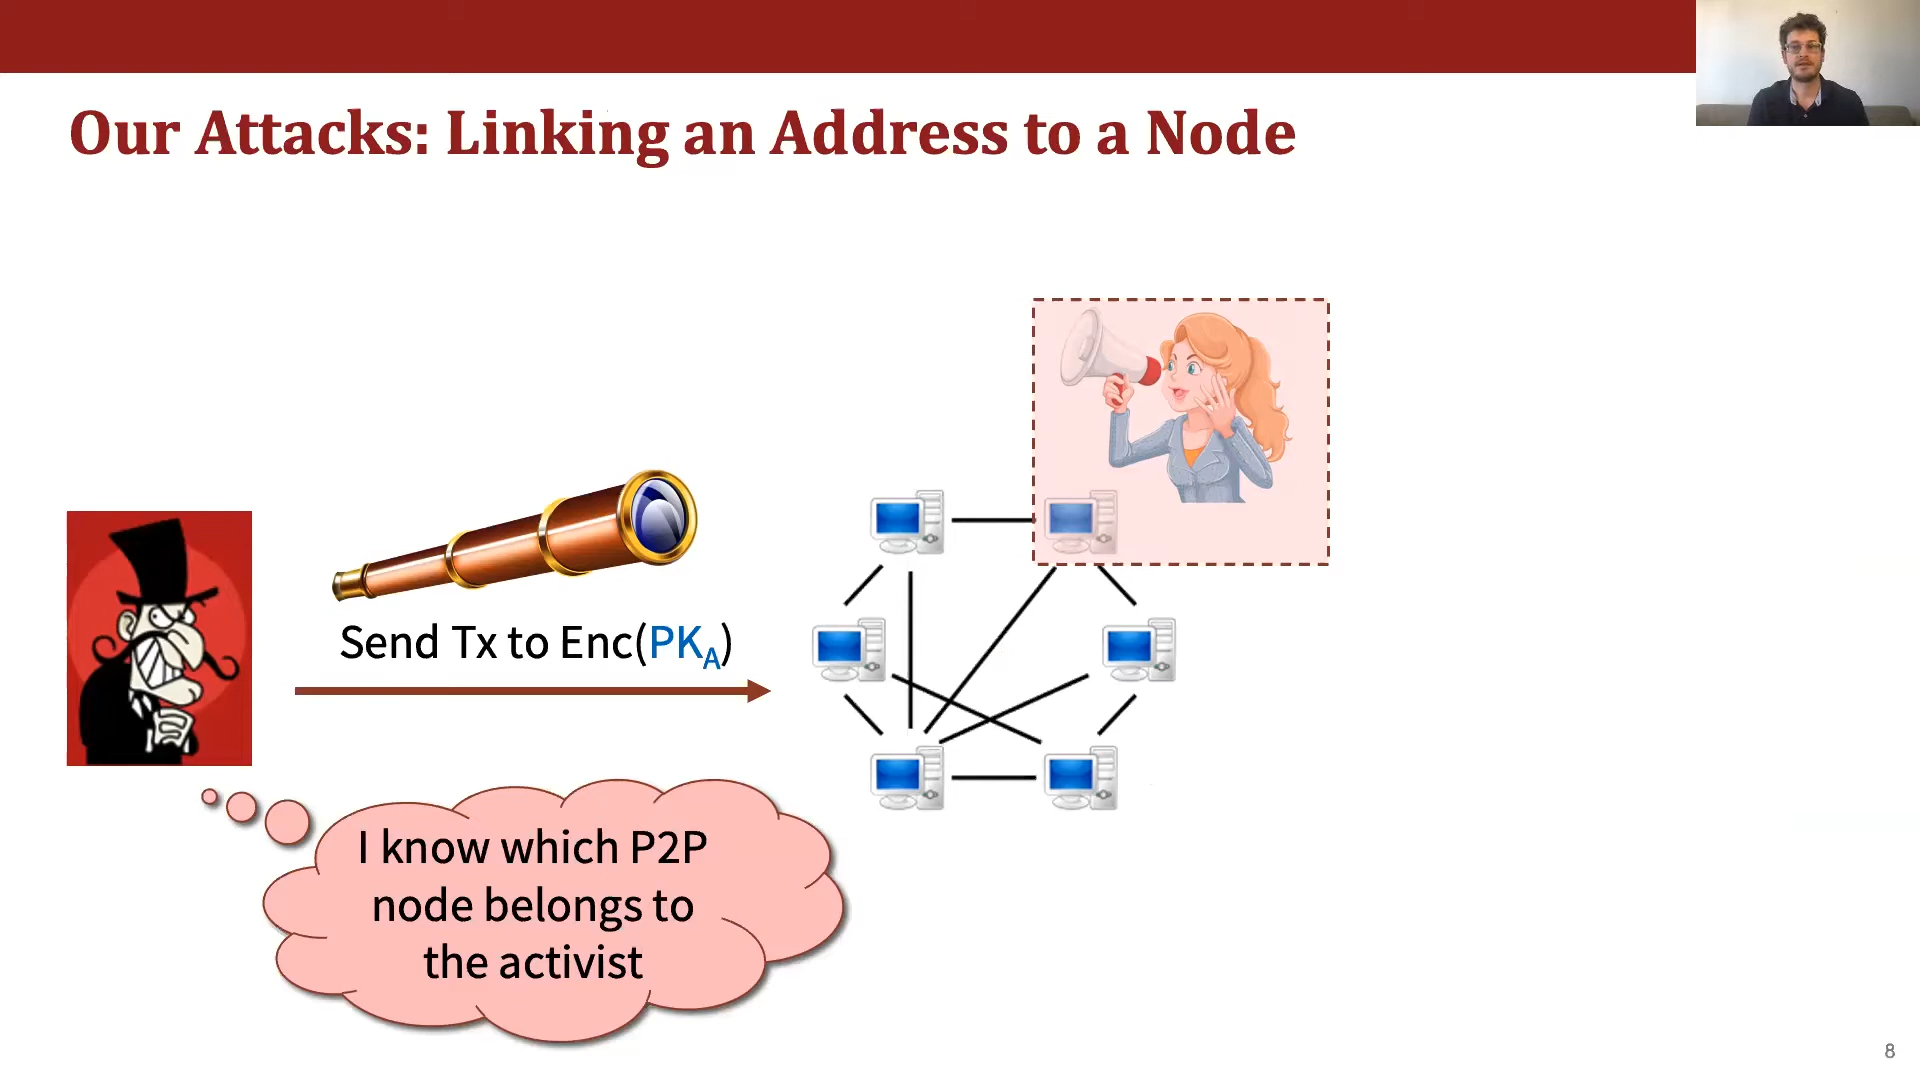 Our Attacks: Linking an Address to a Node
Send Tx to Enc(PKA)
I know which P2P
node belongs to
the activist
8